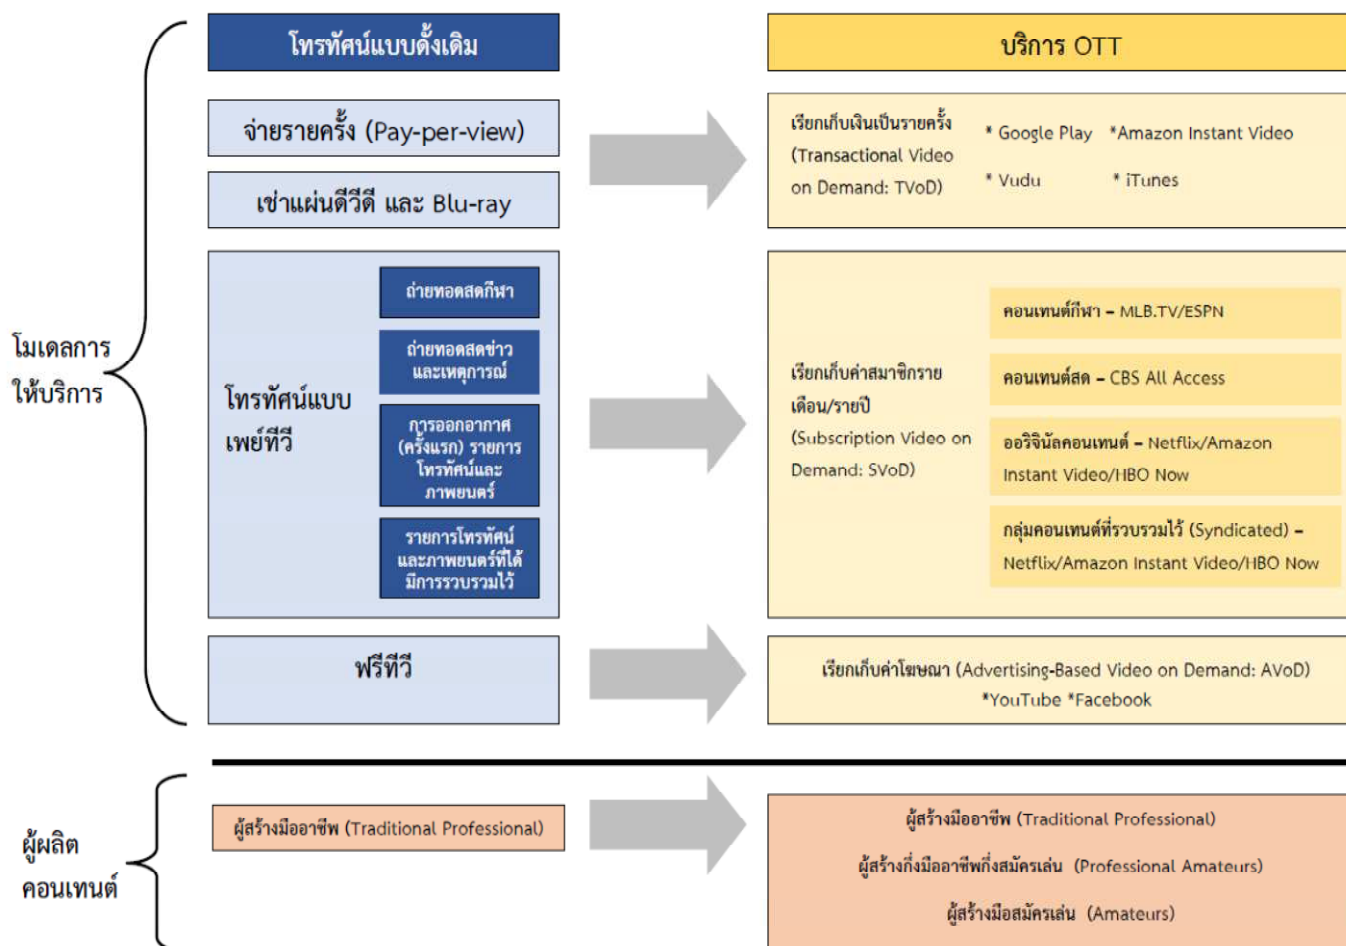 โทรทัศน์แบบดั้งเดิม
บริการ OTT
จ่ายรายครั้ง (Pay-per-view)
เช่าแผ่นดีวีดี และ Blu-ray
เรียกเก็บเงินเป็นรายครั้ง
(Transactional Video
on Demand: TVoD)
* Google Play *Amazon Instant Video
* Vudu * iTunes
โมเดลการ
ให้บริการ
โทรทัศน์แบบ
เพย์ทีวี
ถ่ายทอดสดกีฬา
ถ่ายทอดสดข่าว
และเหตุการณ์
การออกอากาศ
(ครั้งแรก) รายการ
โทรทัศน์และ
ภาพยนตร์
รายการโทรทัศน์
และภาพยนตร์ที่ได้
มีการรวบรวมไว้
เรียกเก็บค่าสมาชิกราย
เดือน/รายปี
(Subscription Video on
Demand: SVoD)
คอนเทนต์กีฬา – MLB.TV/ESPN
คอนเทนต์สด – CBS All Access
ออริจินัลคอนเทนต์ – Netflix/Amazon
Instant Video/HBO Now
กลุ่มคอนเทนต์ที่รวบรวมไว้ (Syndicated) –
Netflix/Amazon Instant Video/HBO Now
ฟรีทีวี
เรียกเก็บค่าโฆษณา (Advertising-Based Video on Demand: AVoD)
*YouTube *Facebook
ผู้ผลิต
คอนเทนต์
ผู้สร้างมืออาชีพ (Traditional Professional)
ผู้สร้างมืออาชีพ (Traditional Professional)
ผู้สร้างกึ่งมืออาชีพกึ่งสมัครเล่น (Professional Amateurs)
ผู้สร้างมือสมัครเล่น (Amateurs)